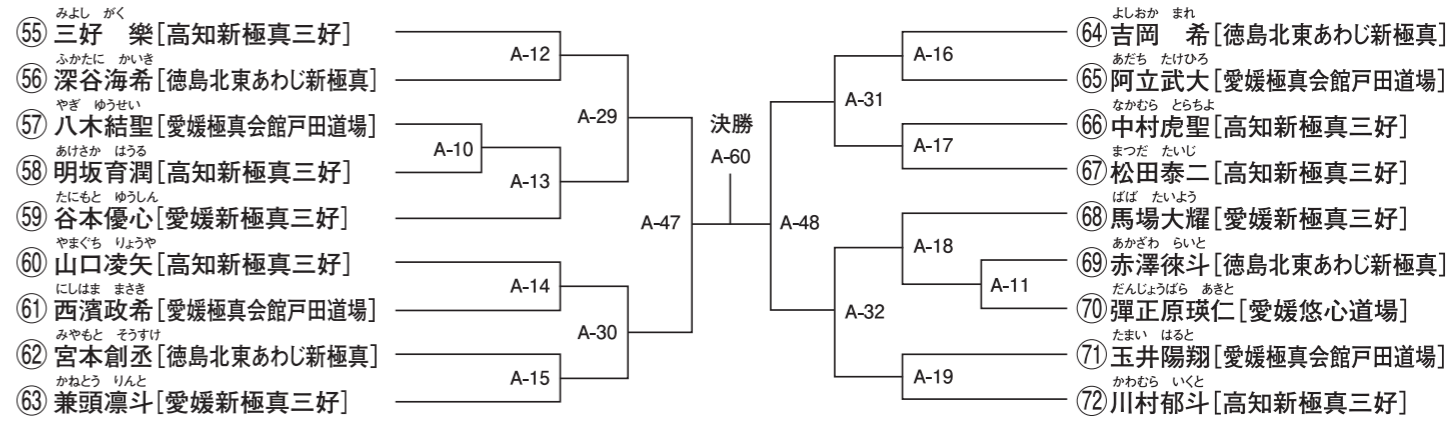 みよし がく
㊺ 三好 樂[高知新極真三好]
ふかたに かいき
㊻ 深谷海希[徳島北東あわじ新極真]
やぎ ゆうせい
㊼ 八木結聖[愛媛極真会館戸田道場]
あけさか はうる
㊽ 明坂育潤[高知新極真三好]
たにもと ゆうしん
㊾ 谷本優心[愛媛新極真三好]
やまぐち りょうや
60 山口凌矢[高知新極真三好]
にしはま まさき
61 西濱政希[愛媛極真会館戸田道場]
みやもと そうすけ
62 宮本創丞[徳島北東あわじ新極真]
かねとう りんと
63 兼頭凛斗[愛媛新極真三好]
A-12
A-10
A-13
A-14
A-15
A-29
A-30
A-47
決勝
A-60
A-48
A-31
A-32
A-16
A-17
A-18
A-11
A-19
よしおか まれ
64 吉岡 希[徳島北東あわじ新極真]
あだち たけひろ
65 阿立武大[愛媛極真会館戸田道場]
なかむら とらちよ
66 中村虎聖[高知新極真三好]
まつだ たいじ
67 松田泰二[高知新極真三好]
ばば たいよう
68 馬場大耀[愛媛新極真三好]
あかざわ らいと
69 赤澤徠斗[徳島北東あわじ新極真]
だんじょうばら あきと
70 彈正原瑛仁[愛媛悠心道場]
たまい はると
71 玉井陽翔[愛媛極真会館戸田道場]
かわむら いくと
72 川村郁斗[高知新極真三好]